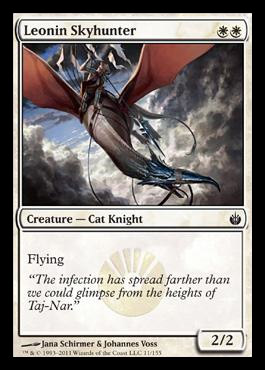 Leonin Skyhunter
Creature — Cat Knight
Flying
“The infection has spread farther than
we could glimpse from the heights of
Taj-Nar.”
2/2
Jana Schirmer & Johannes Voss
™ & © 1993-2011 Wizards of the Coast LLC 11/155